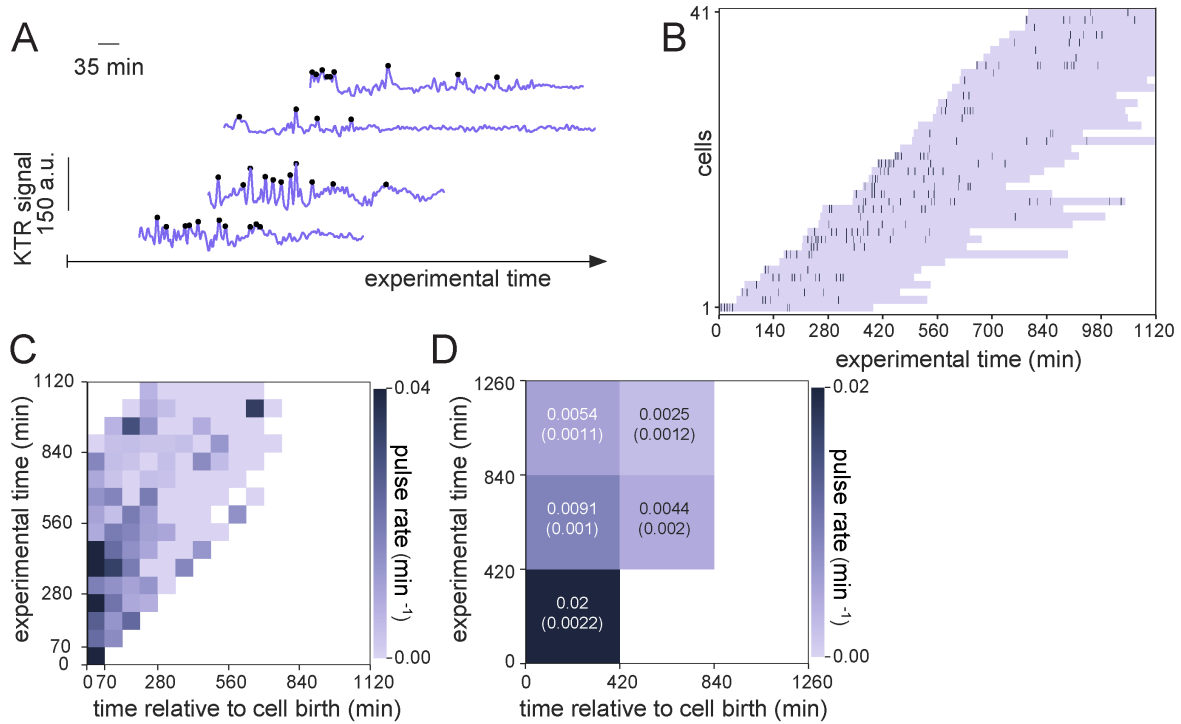 A
35 min
KTR signal
150 a.u.
experimental time
B
41
cells
1
0 140 280 420 560 700 840 980 1120
experimental time (min)
C
1120
840
560
280
70
0
experimental time (min)
0 70 280 560 840 1120
time relative to cell birth (min)
0.04
0.00
pulse rate (min -1)
D
1260
840
420
0
experimental time (min)
0.0054
(0.0011)
0.0025
(0.0012)
0.0091
(0.001)
0.0044
(0.002)
0.02
(0.0022)
0 420 840 1260
time relative to cell birth (min)
0.02
0.00
pulse rate (min -1)